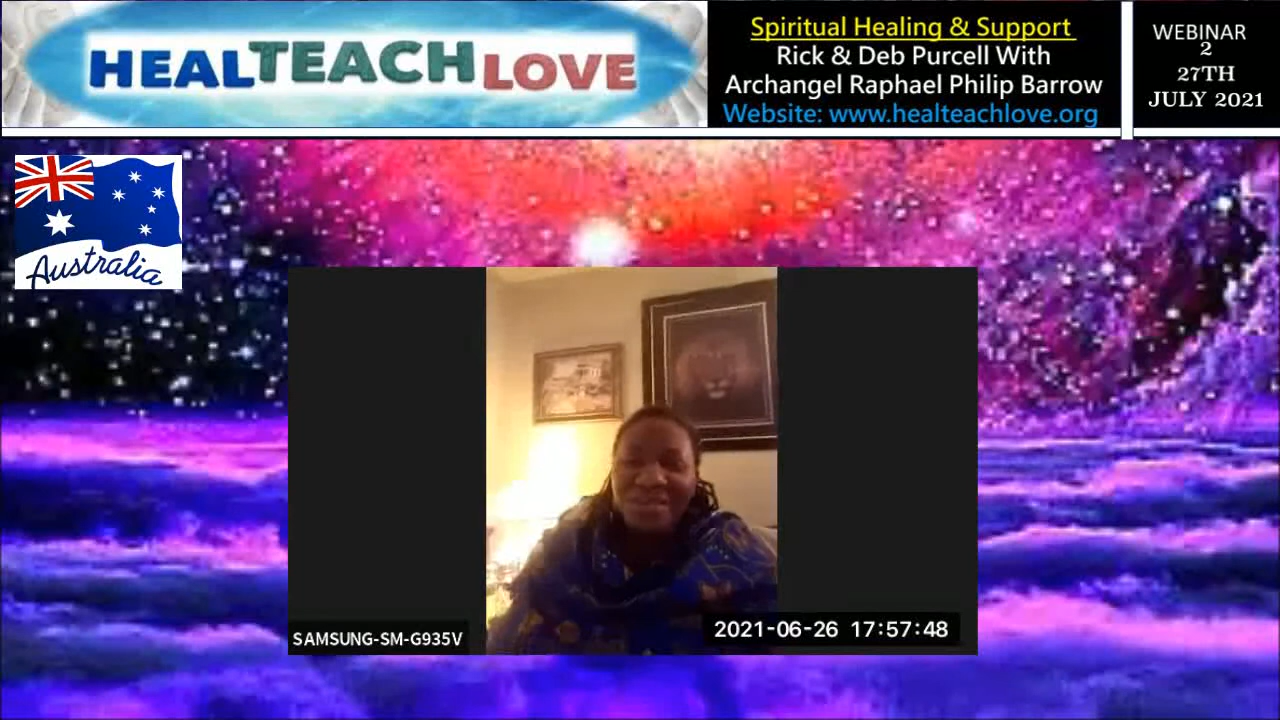 HEALTEACHLOVE
Spiritual Healing & Support
Rick & Deb Purcell With
Archangel Raphael Philip Barrow
Website: www.healteachlove.org
WEBINAR
2
27TH
JULY 2021
Australia
SAMSUNG-SM-G935V
2021-06-26 17:57:48